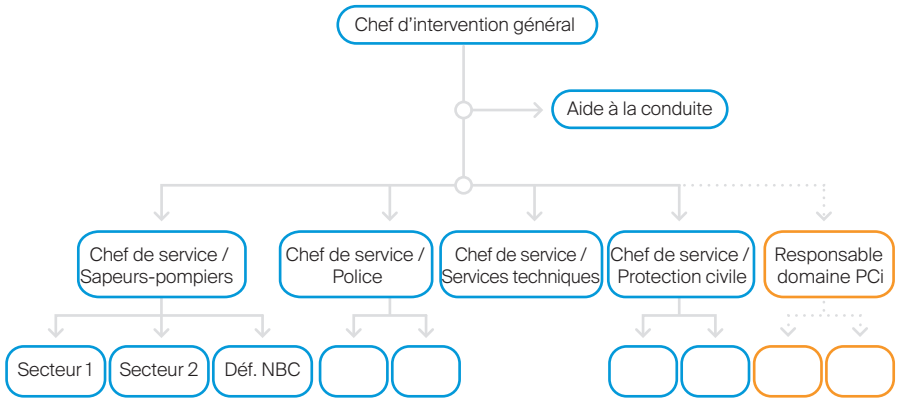 Chef d'intervention général
Aide à la conduite
Chef de service /
Sapeurs-pompiers
Chef de service /
Police
Chef de service /
Services techniques
Chef de service /
Protection civile
Responsable
domaine PCi
Secteur 1
Secteur 2
Déf. NBC